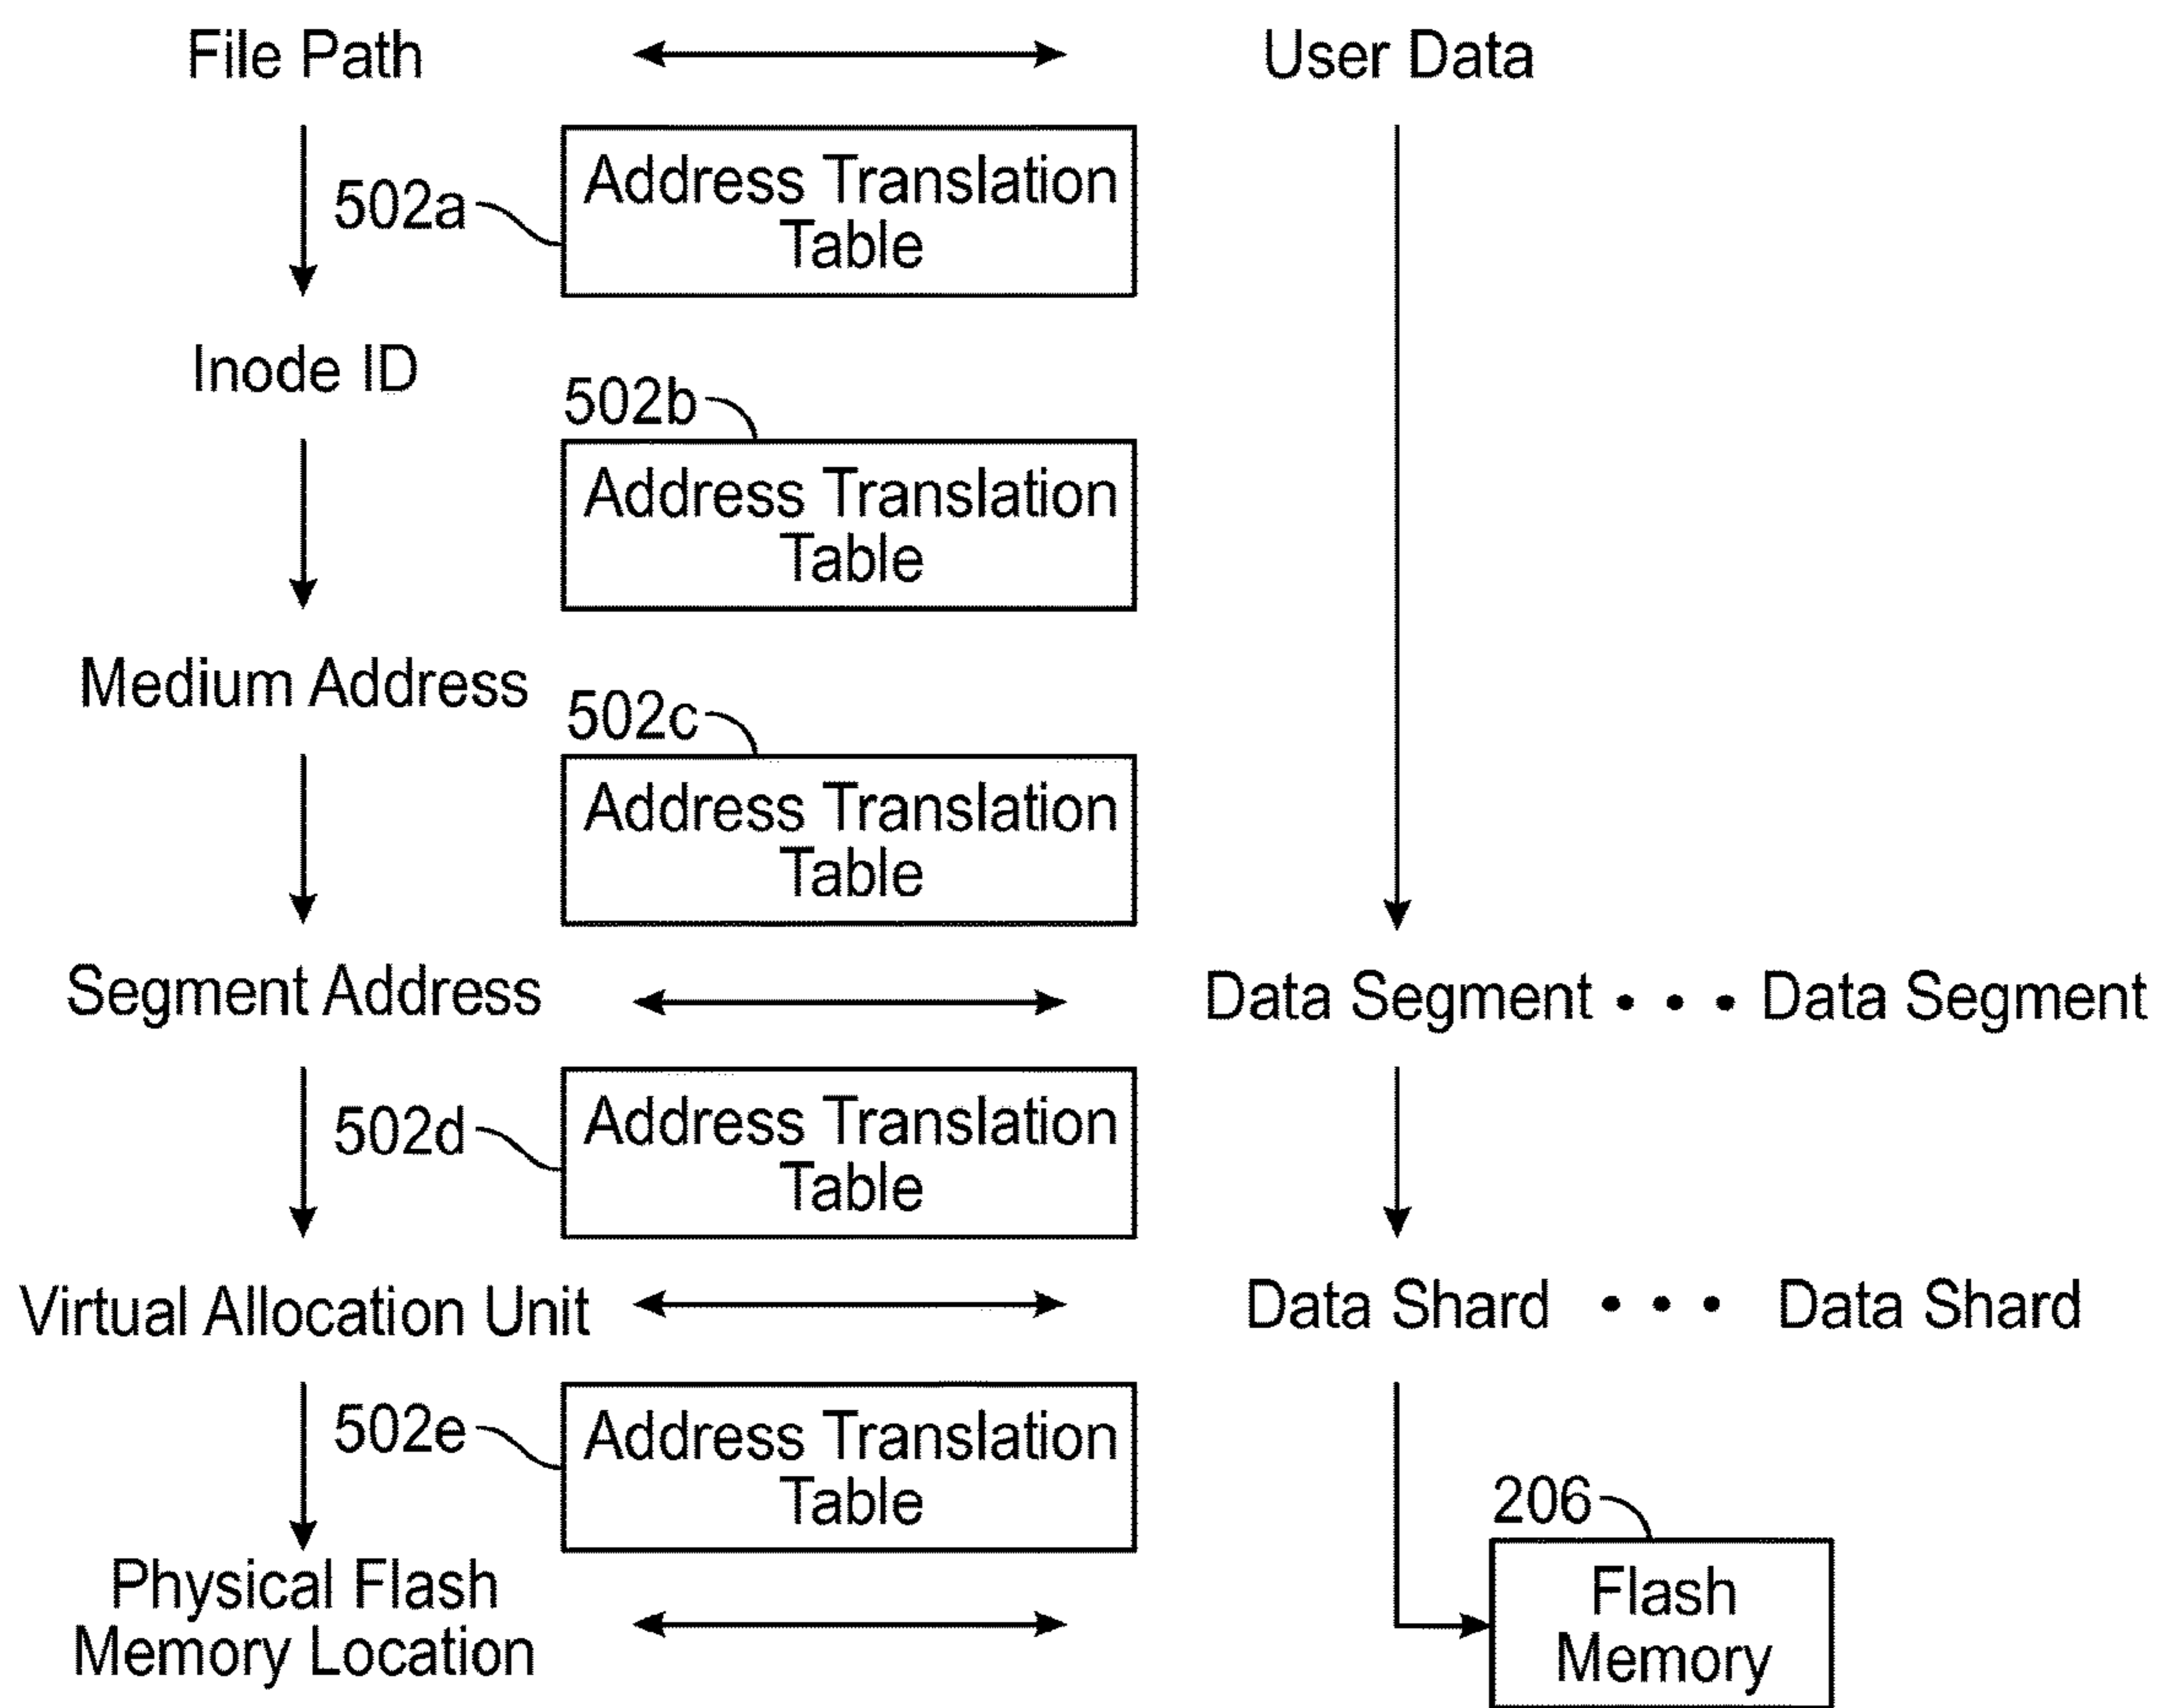 File Path
User Data
502a
Address Translation
Table
Inode ID
502b
Address Translation
Table
Medium Address
502c
Address Translation
Table
Segment Address
Data Segment • • • Data Segment
502d
Address Translation
Table
Virtual Allocation Unit
Data Shard • • • Data Shard
502e
Address Translation
Table
206
Physical Flash
Memory Location
Flash
Memory